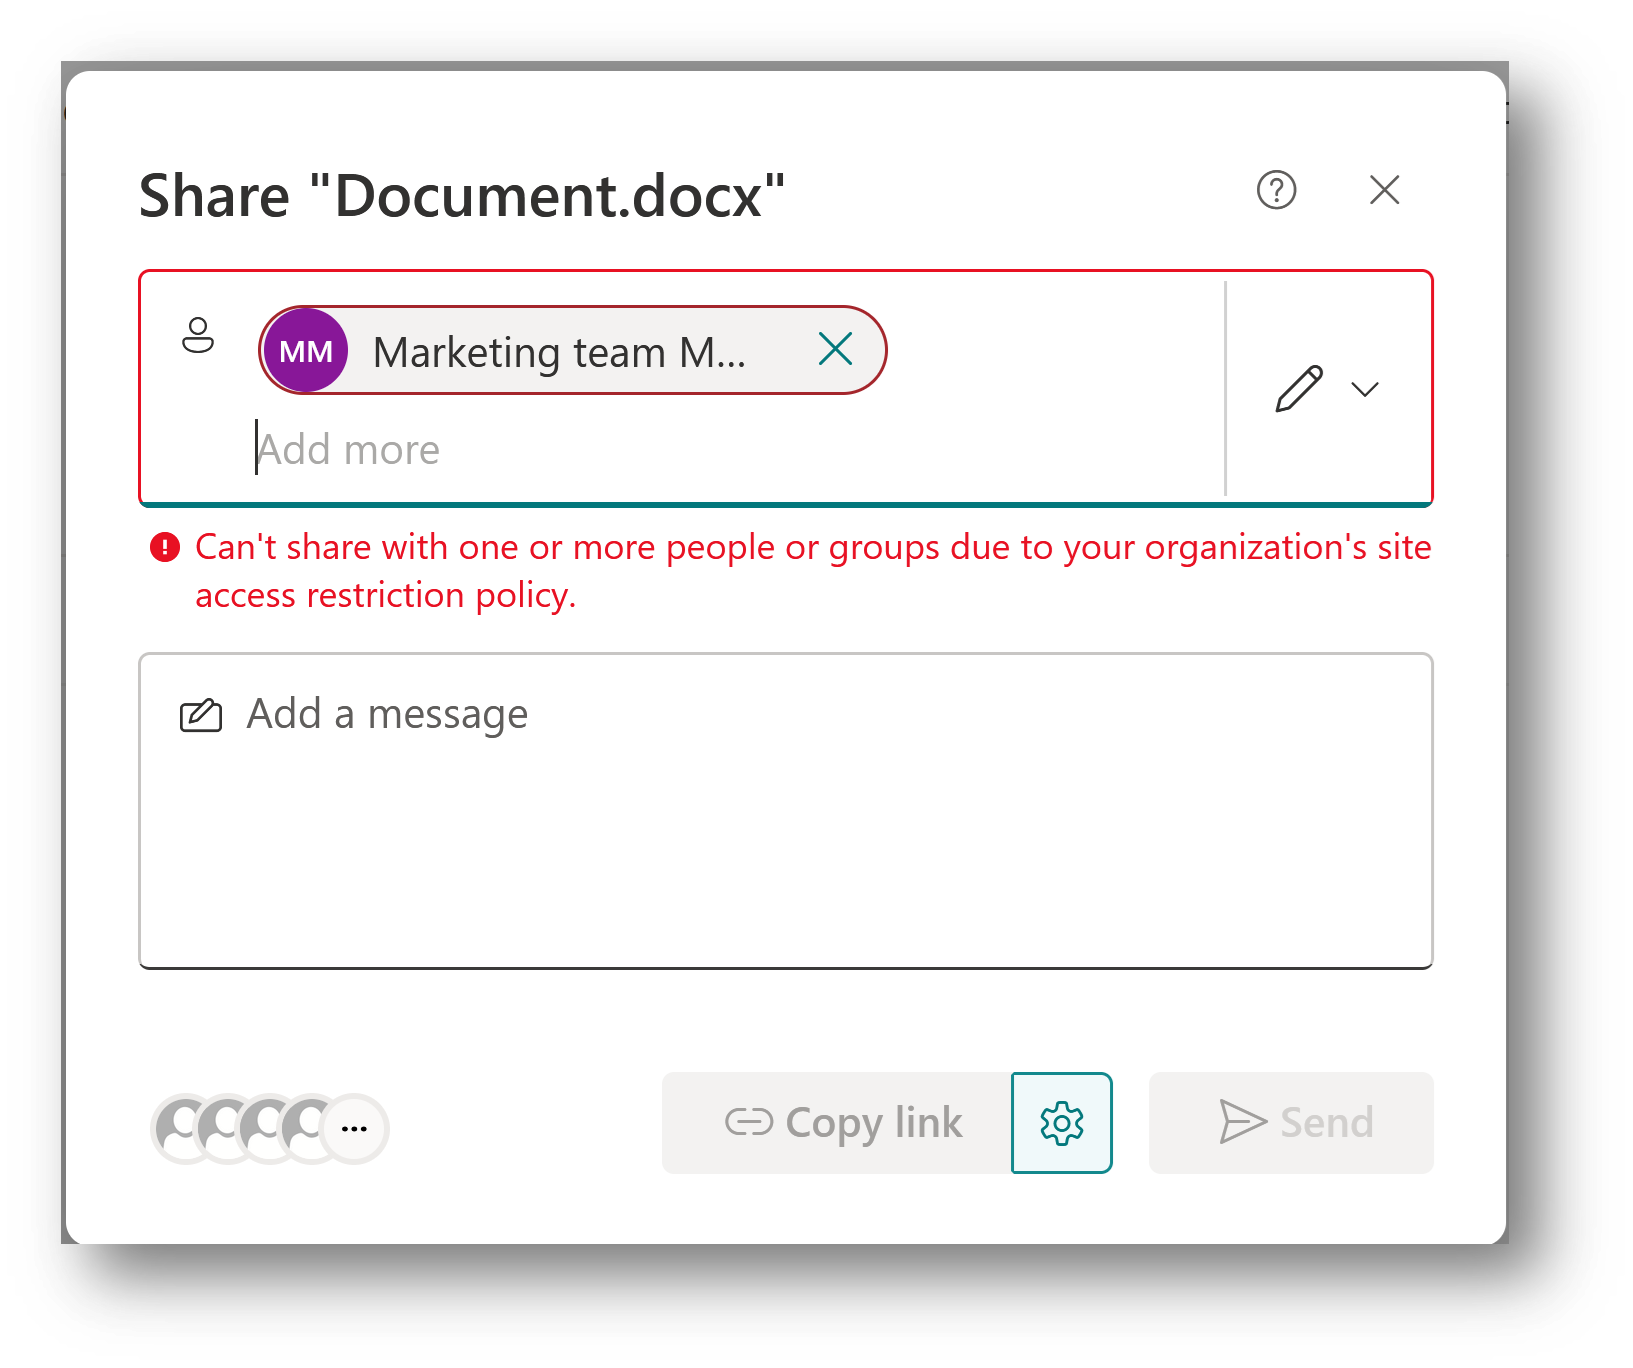 Share "Document.docx"
MM Marketing team M...
Add more
Can't share with one or more people or groups due to your organization's site
access restriction policy.
Add a message
Copy link
Send